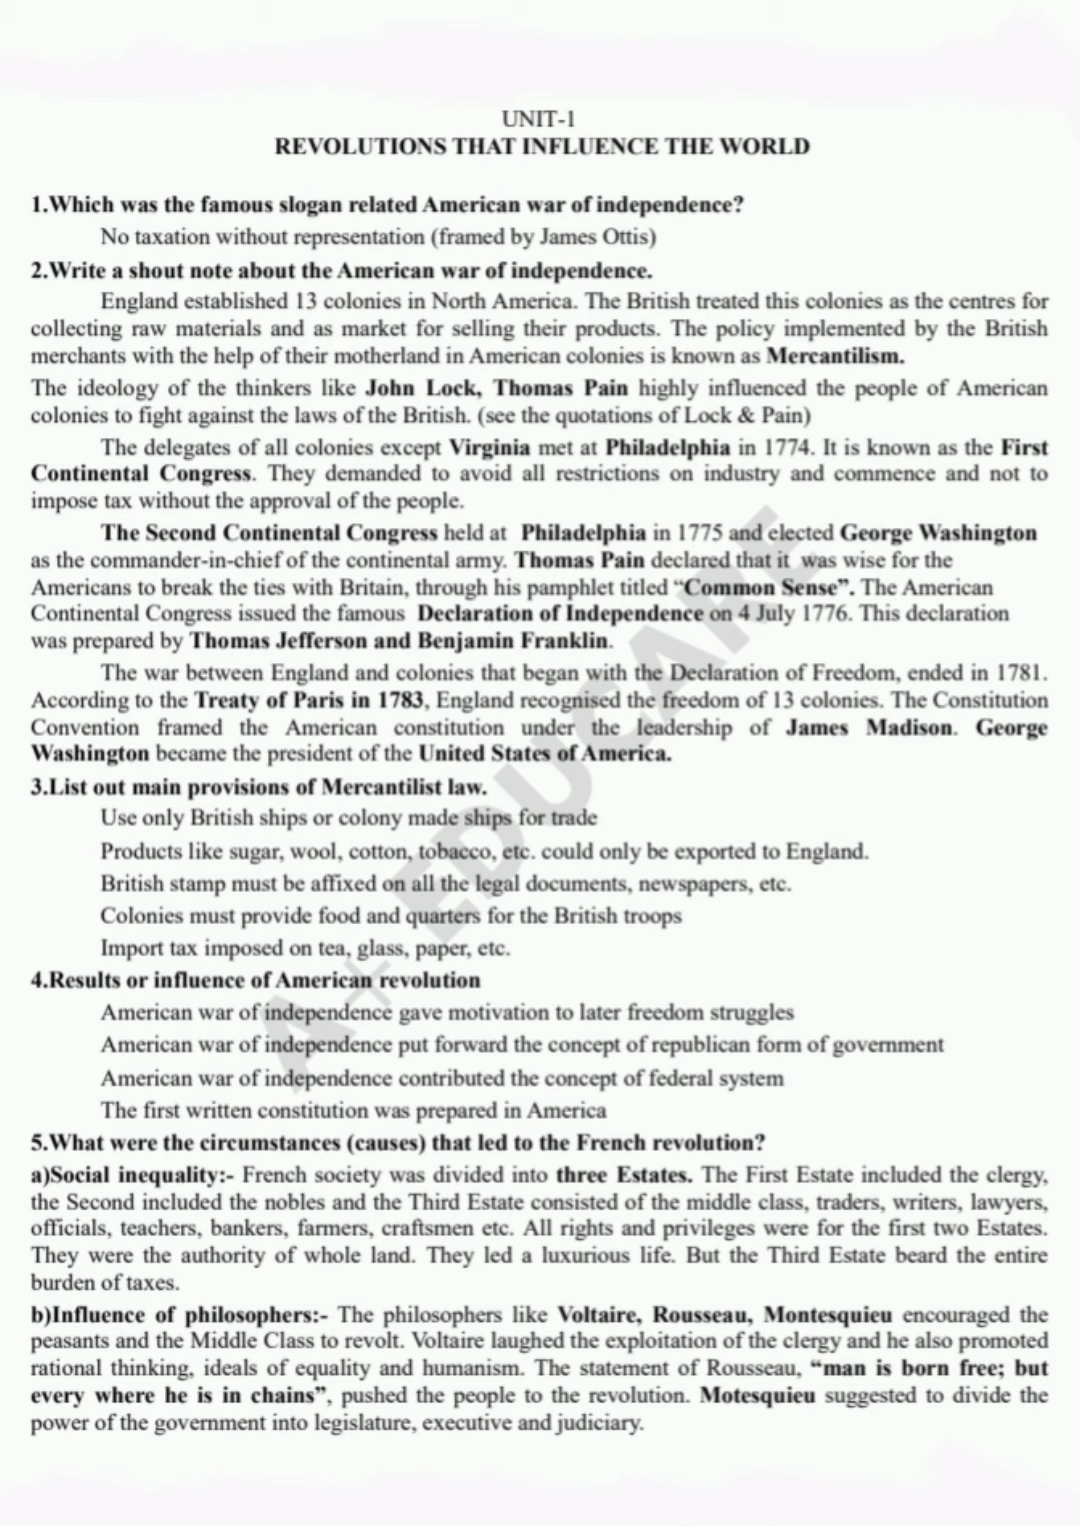 UNIT-1
REVOLUTIONS THAT INFLUENCE THE WORLD
1.Which was the famous slogan related American war of independence?
No taxation without representation (framed by James Ottis)
2.Write a shout note about the American war of independence.
England established 13 colonies in North America. The British treated this colonies as the centres for
collecting raw materials and as market for selling their products. The policy implemented by the British
merchants with the help of their motherland in American colonies is known as Mercantilism.
The ideology of the thinkers like John Lock, Thomas Pain highly influenced the people of American
colonies to fight against the laws of the British. (see the quotations of Lock & Pain)
The delegates of all colonies except Virginia met at Philadelphia in 1774. It is known as the First
Continental Congress. They demanded to avoid all restrictions on industry and commence and not to
impose tax without the approval of the people.
The Second Continental Congress held at Philadelphia in 1775 and elected George Washington
as the commander-in-chief of the continental army. Thomas Pain declared that it was wise for the
Americans to break the ties with Britain, through his pamphlet titled “Common Sense”. The American
Continental Congress issued the famous Declaration of Independence on 4 July 1776. This declaration
was prepared by Thomas Jefferson and Benjamin Franklin.
The war between England and colonies that began with the Declaration of Freedom, ended in 1781.
According to the Treaty of Paris in 1783, England recognised the freedom of 13 colonies. The Constitution
Convention framed the American constitution under the leadership of James Madison. George
Washington became the president of the United States of America.
3.List out main provisions of Mercantilist law.
Use only British ships or colony made ships for trade
Products like sugar, wool, cotton, tobacco, etc. could only be exported to England.
British stamp must be affixed on all the legal documents, newspapers, etc.
Colonies must provide food and quarters for the British troops
Import tax imposed on tea, glass, paper, etc.
4.Results or influence of American revolution
American war of independence gave motivation to later freedom struggles
American war of independence put forward the concept of republican form of government
American war of independence contributed the concept of federal system
The first written constitution was prepared in America
5.What were the circumstances (causes) that led to the French revolution?
a)Social inequality:- French society was divided into three Estates. The First Estate included the clergy,
the Second included the nobles and the Third Estate consisted of the middle class, traders, writers, lawyers,
officials, teachers, bankers, farmers, craftsmen etc. All rights and privileges were for the first two Estates.
They were the authority of whole land. They led a luxurious life. But the Third Estate beard the entire
burden of taxes.
b)Influence of philosophers:- The philosophers like Voltaire, Rousseau, Montesquieu encouraged the
peasants and the Middle Class to revolt. Voltaire laughed the exploitation of the clergy and he also promoted
rational thinking, ideals of equality and humanism. The statement of Rousseau, “man is born free; but
every where he is in chains”, pushed the people to the revolution. Motesquieu suggested to divide the
power of the government into legislature, executive and judiciary.
A+ EDUCARE